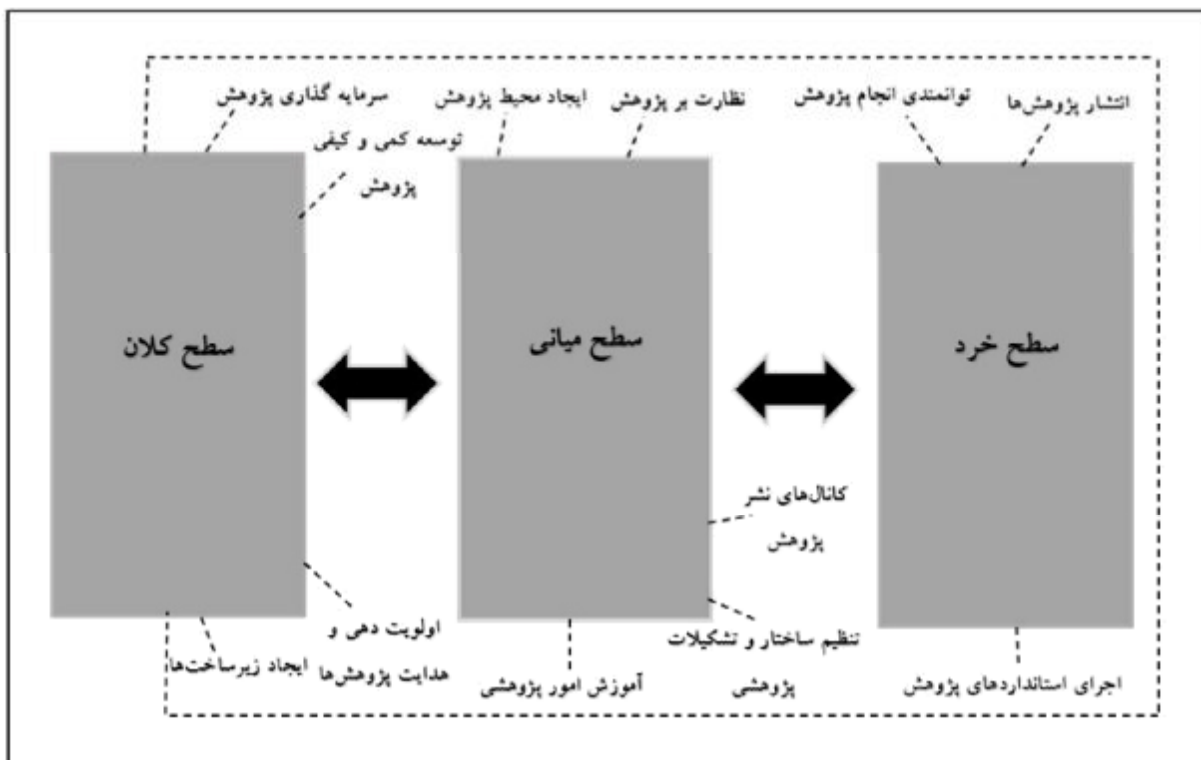 انتشار پژوهش‌ها
توانمندی انجام پژوهش
نظارت بر پژوهش
ایجاد محیط پژوهش
سرمایه گذاری پژوهش
توسعه کمی و کیفی
پژوهش
سطح خرد
سطح میانی
سطح کلان
کانال‌های نشر
پژوهش
اجرای استانداردهای پژوهش
تنظیم ساختار و تشکیلات
پژوهشی
آموزش امور پژوهشی
اولویت دهی و
هدایت پژوهش‌ها
ایجاد زیرساخت‌ها